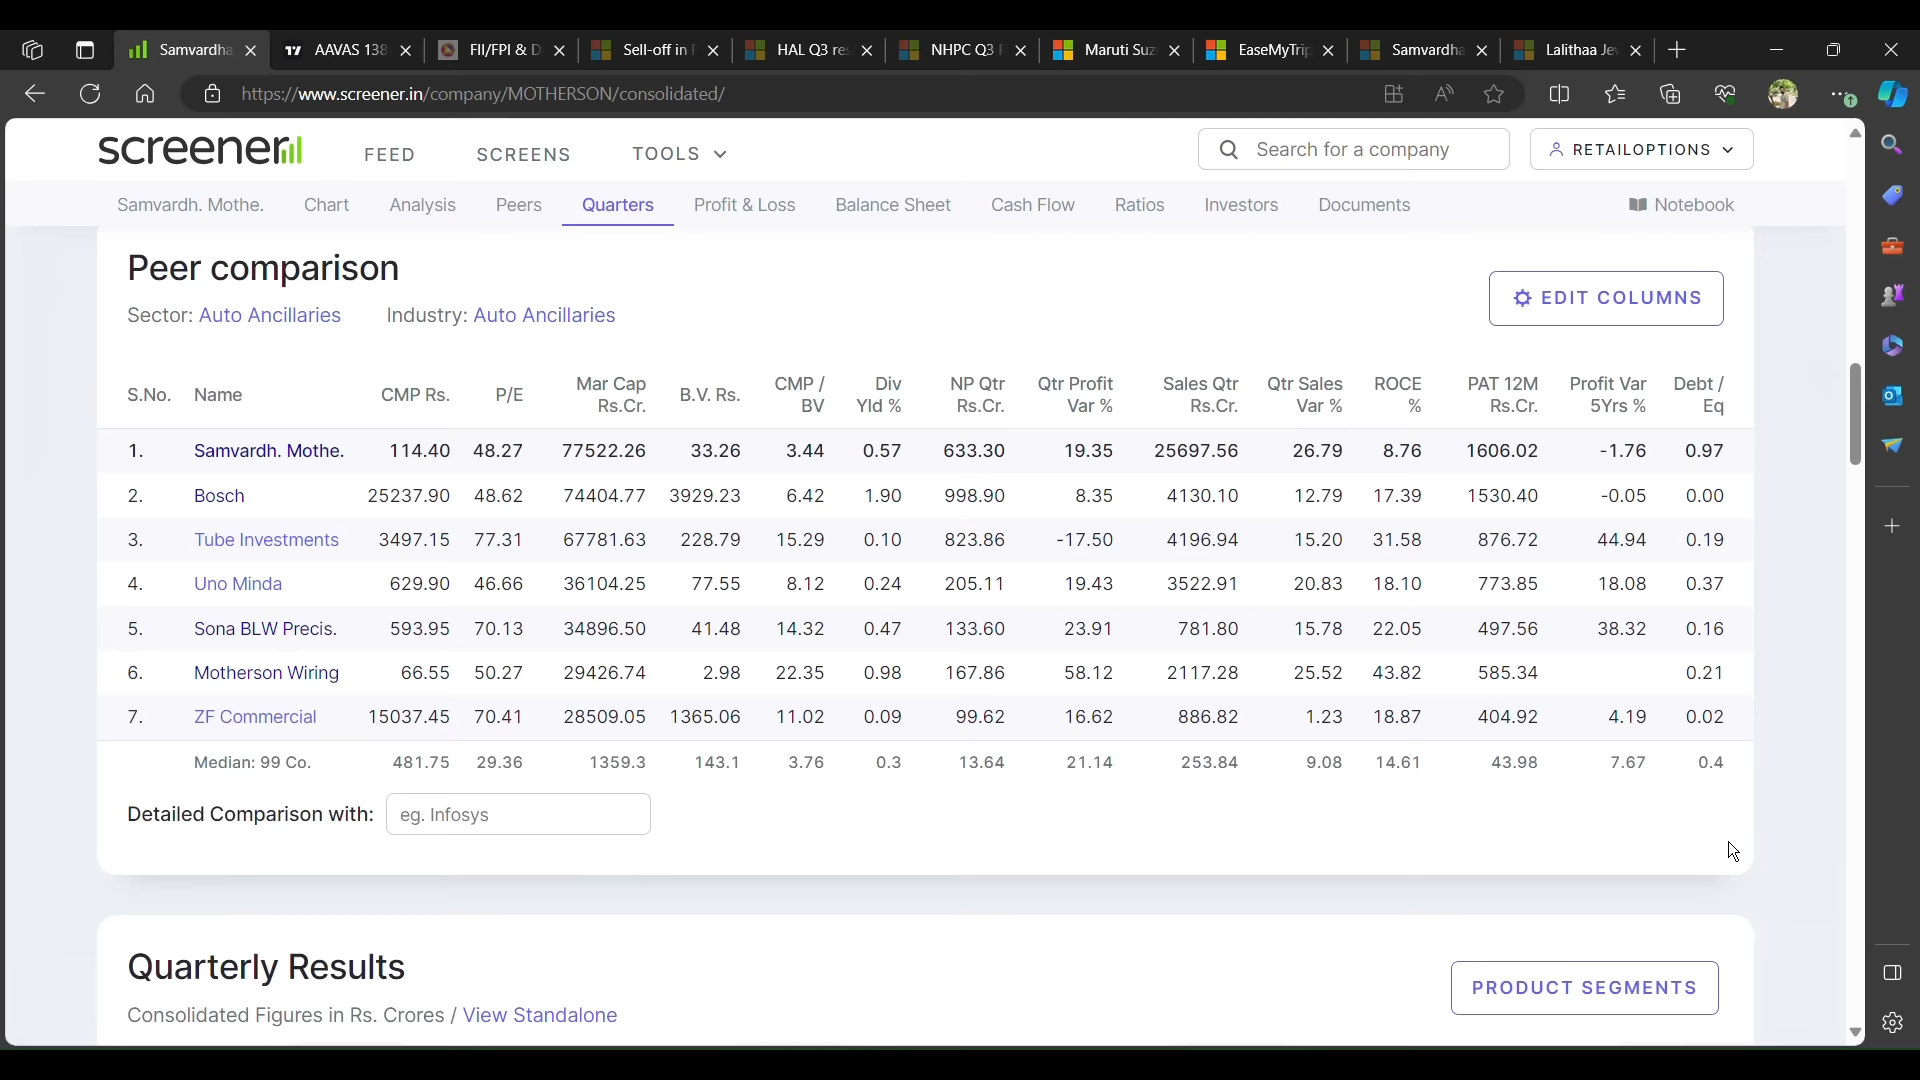 Samvardha
AAVAS 138
FII/FPI & D
Sell-off in
HAL Q3 re
NHPC Q3
Maruti Suz
EaseMyTrip
Samvardha
Lalithaa Je
https://www.screener.in/company/MOTHERSON/consolidated/
screener FEED SCREENS TOOLS Search for a company RETAILOPTIONS
Samvardh. Mothe. Chart Analysis Peers Quarters Profit & Loss Balance Sheet Cash Flow Ratios Investors Documents Notebook
Peer comparison
EDIT COLUMNS
Sector: Auto Ancillaries Industry: Auto Ancillaries
S.No. Name CMP Rs. P/E Mar Cap Rs.Cr. B.V. Rs. CMP / BV Div Yld % NP Qtr Rs.Cr. Qtr Profit Var % Sales Qtr Rs.Cr. Qtr Sales Var % ROCE % PAT 12M Rs.Cr. Profit Var 5Yrs % Debt / Eq
1. Samvardh. Mothe. 114.40 48.27 77522.26 33.26 3.44 0.57 633.30 19.35 25697.56 26.79 8.76 1606.02 -1.76 0.97
2. Bosch 25237.90 48.62 74404.77 3929.23 6.42 1.90 998.90 8.35 4130.10 12.79 17.39 1530.40 -0.05 0.00
3. Tube Investments 3497.15 77.31 67781.63 228.79 15.29 0.10 823.86 -17.50 4196.94 15.20 31.58 876.72 44.94 0.19
4. Uno Minda 629.90 46.66 36104.25 77.55 8.12 0.24 205.11 19.43 3522.91 20.83 18.10 773.85 18.08 0.37
5. Sona BLW Precis. 593.95 70.13 34896.50 41.48 14.32 0.47 133.60 23.91 781.80 15.78 22.05 497.56 38.32 0.16
6. Motherson Wiring 66.55 50.27 29426.74 2.98 22.35 0.98 167.86 58.12 2117.28 25.52 43.82 585.34 0.21
7. ZF Commercial 15037.45 70.41 28509.05 1365.06 11.02 0.09 99.62 16.62 886.82 1.23 18.87 404.92 4.19 0.02
Median: 99 Co. 481.75 29.36 1359.3 143.1 3.76 0.3 13.64 21.14 253.84 9.08 14.61 43.98 7.67 0.4
Detailed Comparison with: eg. Infosys
Quarterly Results
PRODUCT SEGMENTS
Consolidated Figures in Rs. Crores / View Standalone